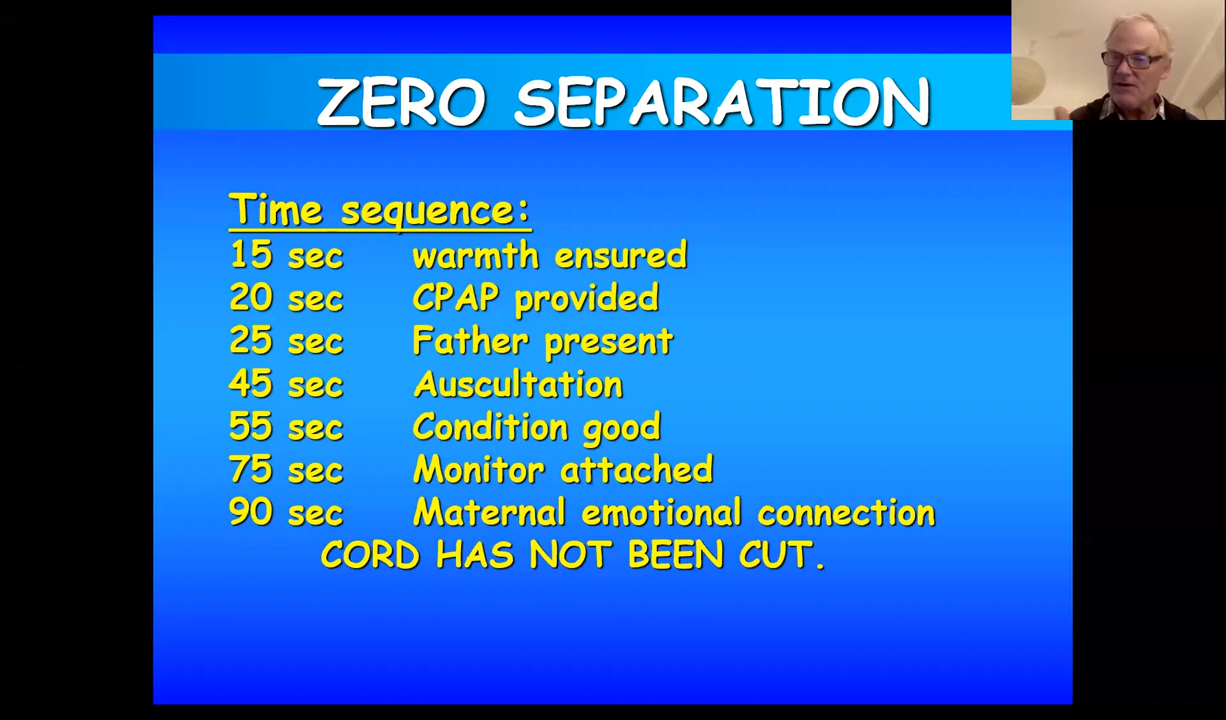 ZERO SEPARATION
Time sequence:
15 sec warmth ensured
20 sec CPAP provided
25 sec Father present
45 sec Auscultation
55 sec Condition good
75 sec Monitor attached
90 sec Maternal emotional connection
CORD HAS NOT BEEN CUT.